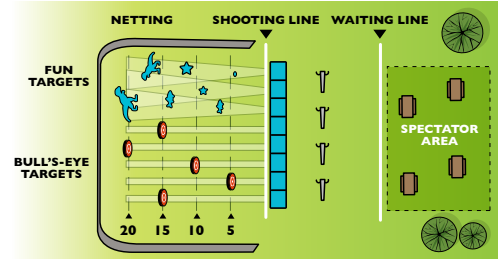 NETTING
SHOOTING LINE
WAITING LINE
FUN
TARGETS
SPECTATOR
AREA
BULL'S-EYE
TARGETS
20 15 10 5